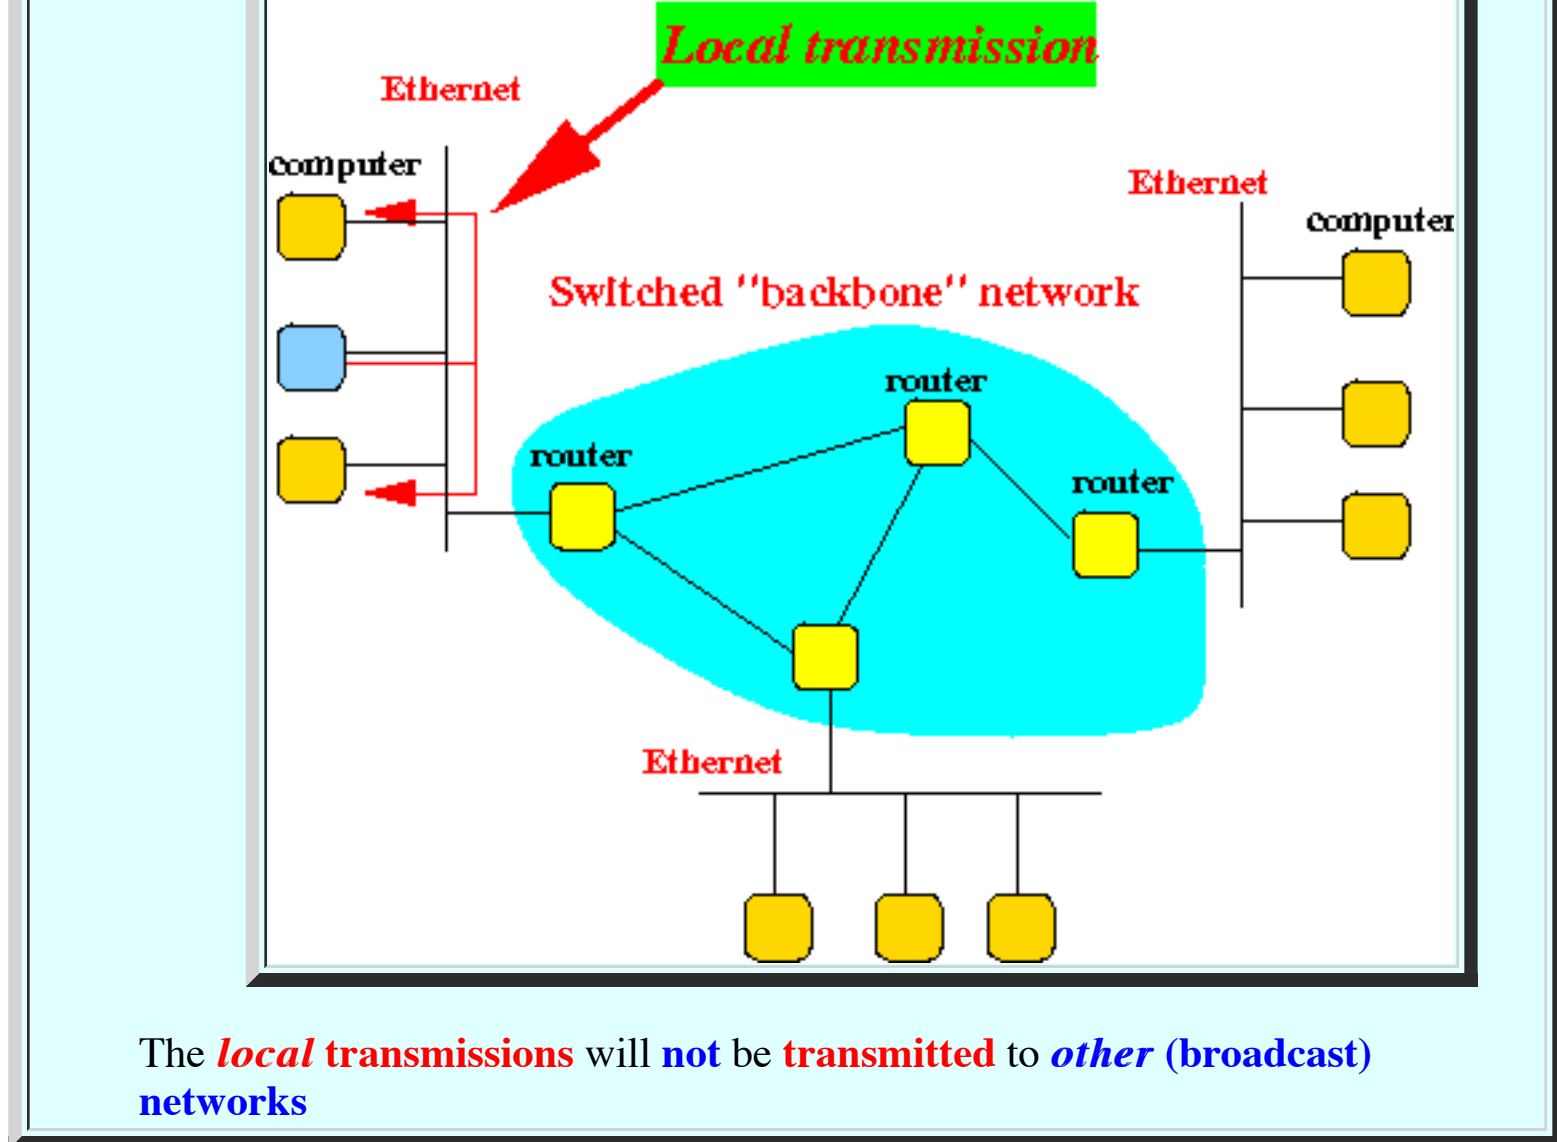 Local transmission
Ethernet
computer
Ethernet
computer
Switched "backbone" network
router
router
router
Ethernet
The local transmissions will not be transmitted to other (broadcast)
networks